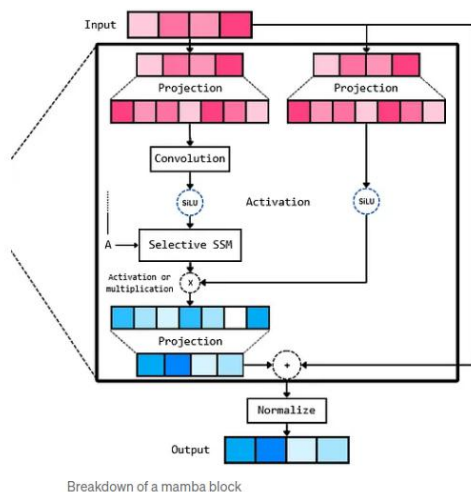 Input
Projection
Projection
Convolution
SiLU
Activation
SiLU
A
Selective SSM
Activation or
multiplication
X
Projection
+
Normalize
Output
Breakdown of a mamba block